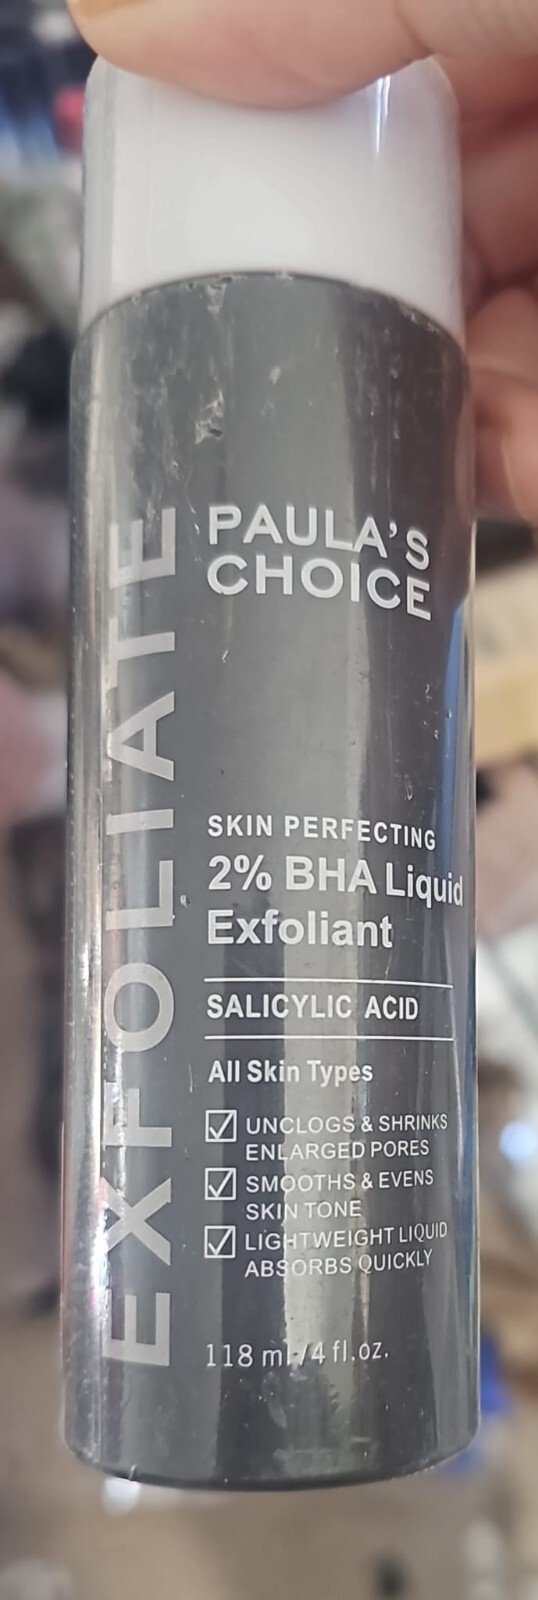 EXFOLIATE
PAULA'S
CHOICE
SKIN PERFECTING
2% BHA Liquid
Exfoliant
SALICYLIC ACID
All Skin Types
☑ UNCLOGS & SHRINKS
ENLARGED PORES
☑ SMOOTHS & EVENS
SKIN TONE
☑ LIGHTWEIGHT LIQUID
ABSORBS QUICKLY
118 ml/4 fl.oz.